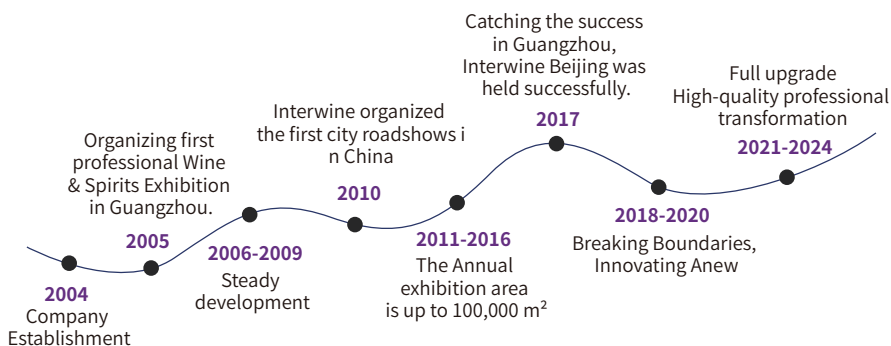 2004
Company
Establishment
Organizing first
professional Wine
& Spirits Exhibition
in Guangzhou.
2005
2006-2009
Steady
development
Interwine organized
the first city roadshows i
n China
2010
2011-2016
The Annual
exhibition area
is up to 100,000 m²
Catching the success
in Guangzhou,
Interwine Beijing was
held successfully.
2017
2018-2020
Breaking Boundaries,
Innovating Anew
Full upgrade
High-quality professional
transformation
2021-2024